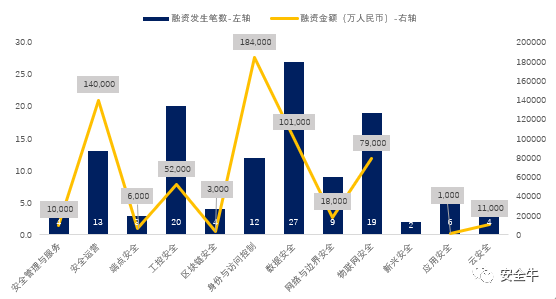 融资发生笔数-左轴 融资金额（万人民币）-右轴
30.0 200000
25.0 180000
20.0 160000
15.0 140000
10.0 120000
5.0 100000
0.0 80000
60000
40000
20000
0
10,000 140,000 6,000 52,000 3,000 184,000 101,000 18,000 79,000 1,000 11,000
13 3 20 4 12 27 9 19 2 6 4
安全管理与服务 安全运营 端点安全 工控安全 区块链安全 身份与访问控制 数据安全 网络与边界安全 物联网安全 新兴安全 应用安全 云安全
安全牛